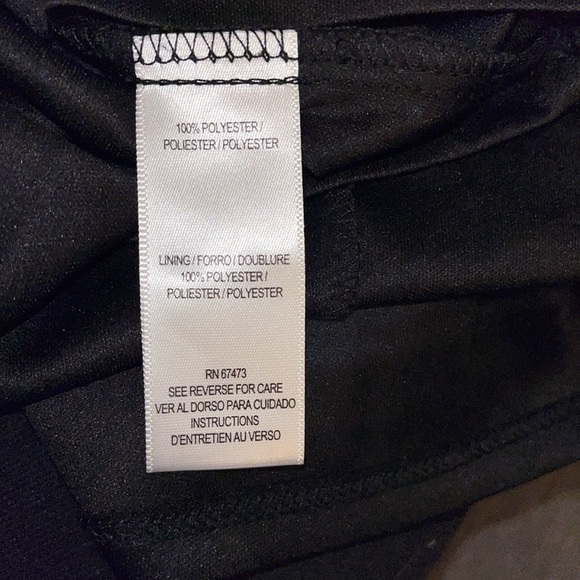 100% POLYESTER /
POLIESTER / POLYESTER
LINING / FORRO / DOUBLURE
100% POLYESTER /
POLIESTER / POLYESTER
RN 67473
SEE REVERSE FOR CARE
VER AL DORSO PARA CUIDADO
INSTRUCTIONS
D'ENTRETIEN AU VERSO